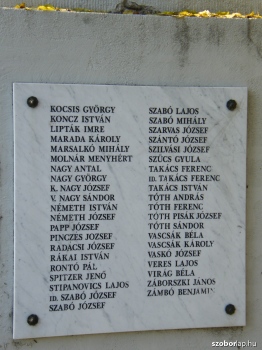 KOCSIS GYÖRGY
KONCZ ISTVÁN
LIPTÁK IMRE
MARADA KÁROLY
MARSALKÓ MIHÁLY
MOLNÁR MENYHÉRT
NAGY ANTAL
NAGY GYÖRGY
K. NAGY JÓZSEF
V. NAGY SÁNDOR
NÉMETH ISTVÁN
NÉMETH JÓZSEF
PAPP JÓZSEF
PINCZÉS JÓZSEF
RADÁCSI JÓZSEF
RÁKAI ISTVÁN
RONTÓ PÁL
SPITZER JENŐ
STIPANOVICS LAJOS
ID. SZABÓ JÓZSEF
SZABÓ JÓZSEF
SZABÓ LAJOS
SZABÓ MIHÁLY
SZARVAS JÓZSEF
SZÁNTÓ JÓZSEF
SZILVÁSI JÓZSEF
SZŰCS GYULA
TAKÁCS FERENC
ID. TAKÁCS FERENC
TAKÁCS ISTVÁN
TÓTH ANDRÁS
TÓTH FERENC
TÓTH PISÁK JÓZSEF
TÓTH SÁNDOR
VASCSÁK BÉLA
VASCSÁK KÁROLY
VASKÓ JÓZSEF
VERES LAJOS
VIRÁG BÉLA
ZÁBORSZKI JÁNOS
ZÁMBÓ BENJAMIN
szoborlap.hu